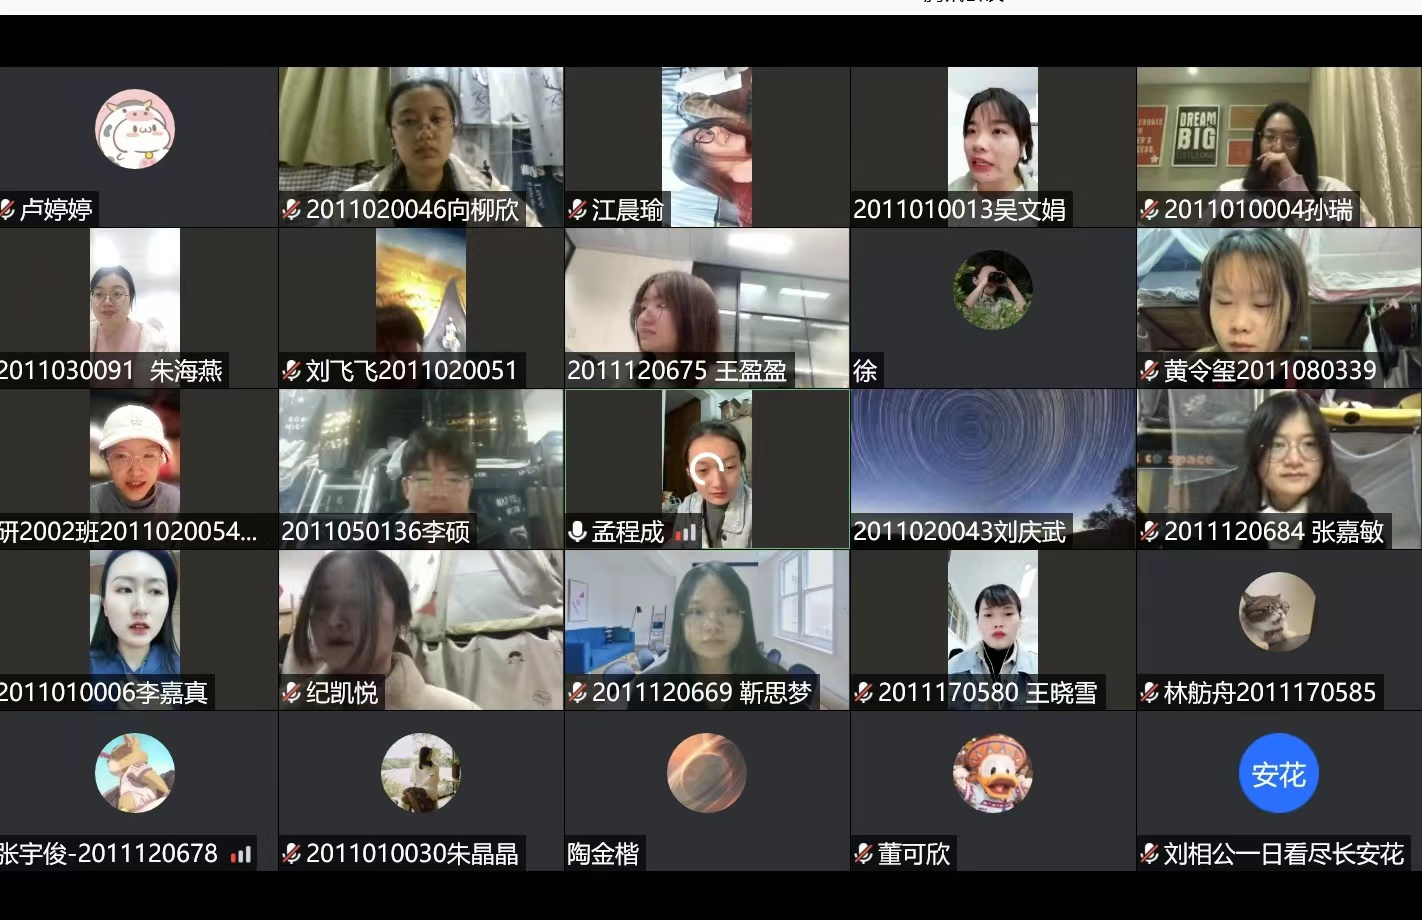 卢婷婷
2011020046向柳欣
江晨瑜
2011010013吴文娟
DREAM
BIG
2011010004孙瑞
2011030091 朱海燕
刘飞飞2011020051
2011120675 王盈盈
徐
黄令玺2011080339
研2002班2011020054...
2011050136李硕
孟程成
2011020043刘庆武
to space
2011120684 张嘉敏
2011010006李嘉真
纪凯悦
2011120669 靳思梦
2011170580 王晓雪
林舫舟2011170585
张宇俊-2011120678
2011010030朱晶晶
陶金楷
董可欣
安花
刘相公一日看尽长安花